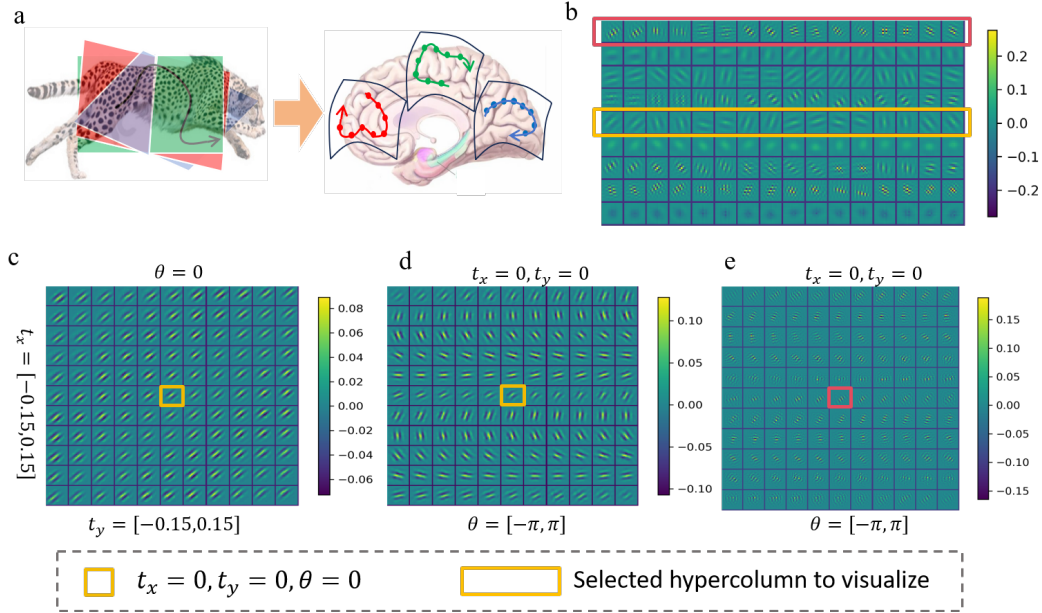 a
b
0.2
0.1
0.0
−0.1
−0.2
c
θ = 0
t_x = [−0.15,0.15]
0.08
0.06
0.04
0.02
0.00
−0.02
−0.04
−0.06
t_y = [−0.15,0.15]
d
t_x = 0, t_y = 0
0.10
0.05
0.00
−0.05
−0.10
θ = [−π, π]
e
t_x = 0, t_y = 0
0.15
0.10
0.05
0.00
−0.05
−0.10
−0.15
θ = [−π, π]
t_x = 0, t_y = 0, θ = 0
Selected hypercolumn to visualize